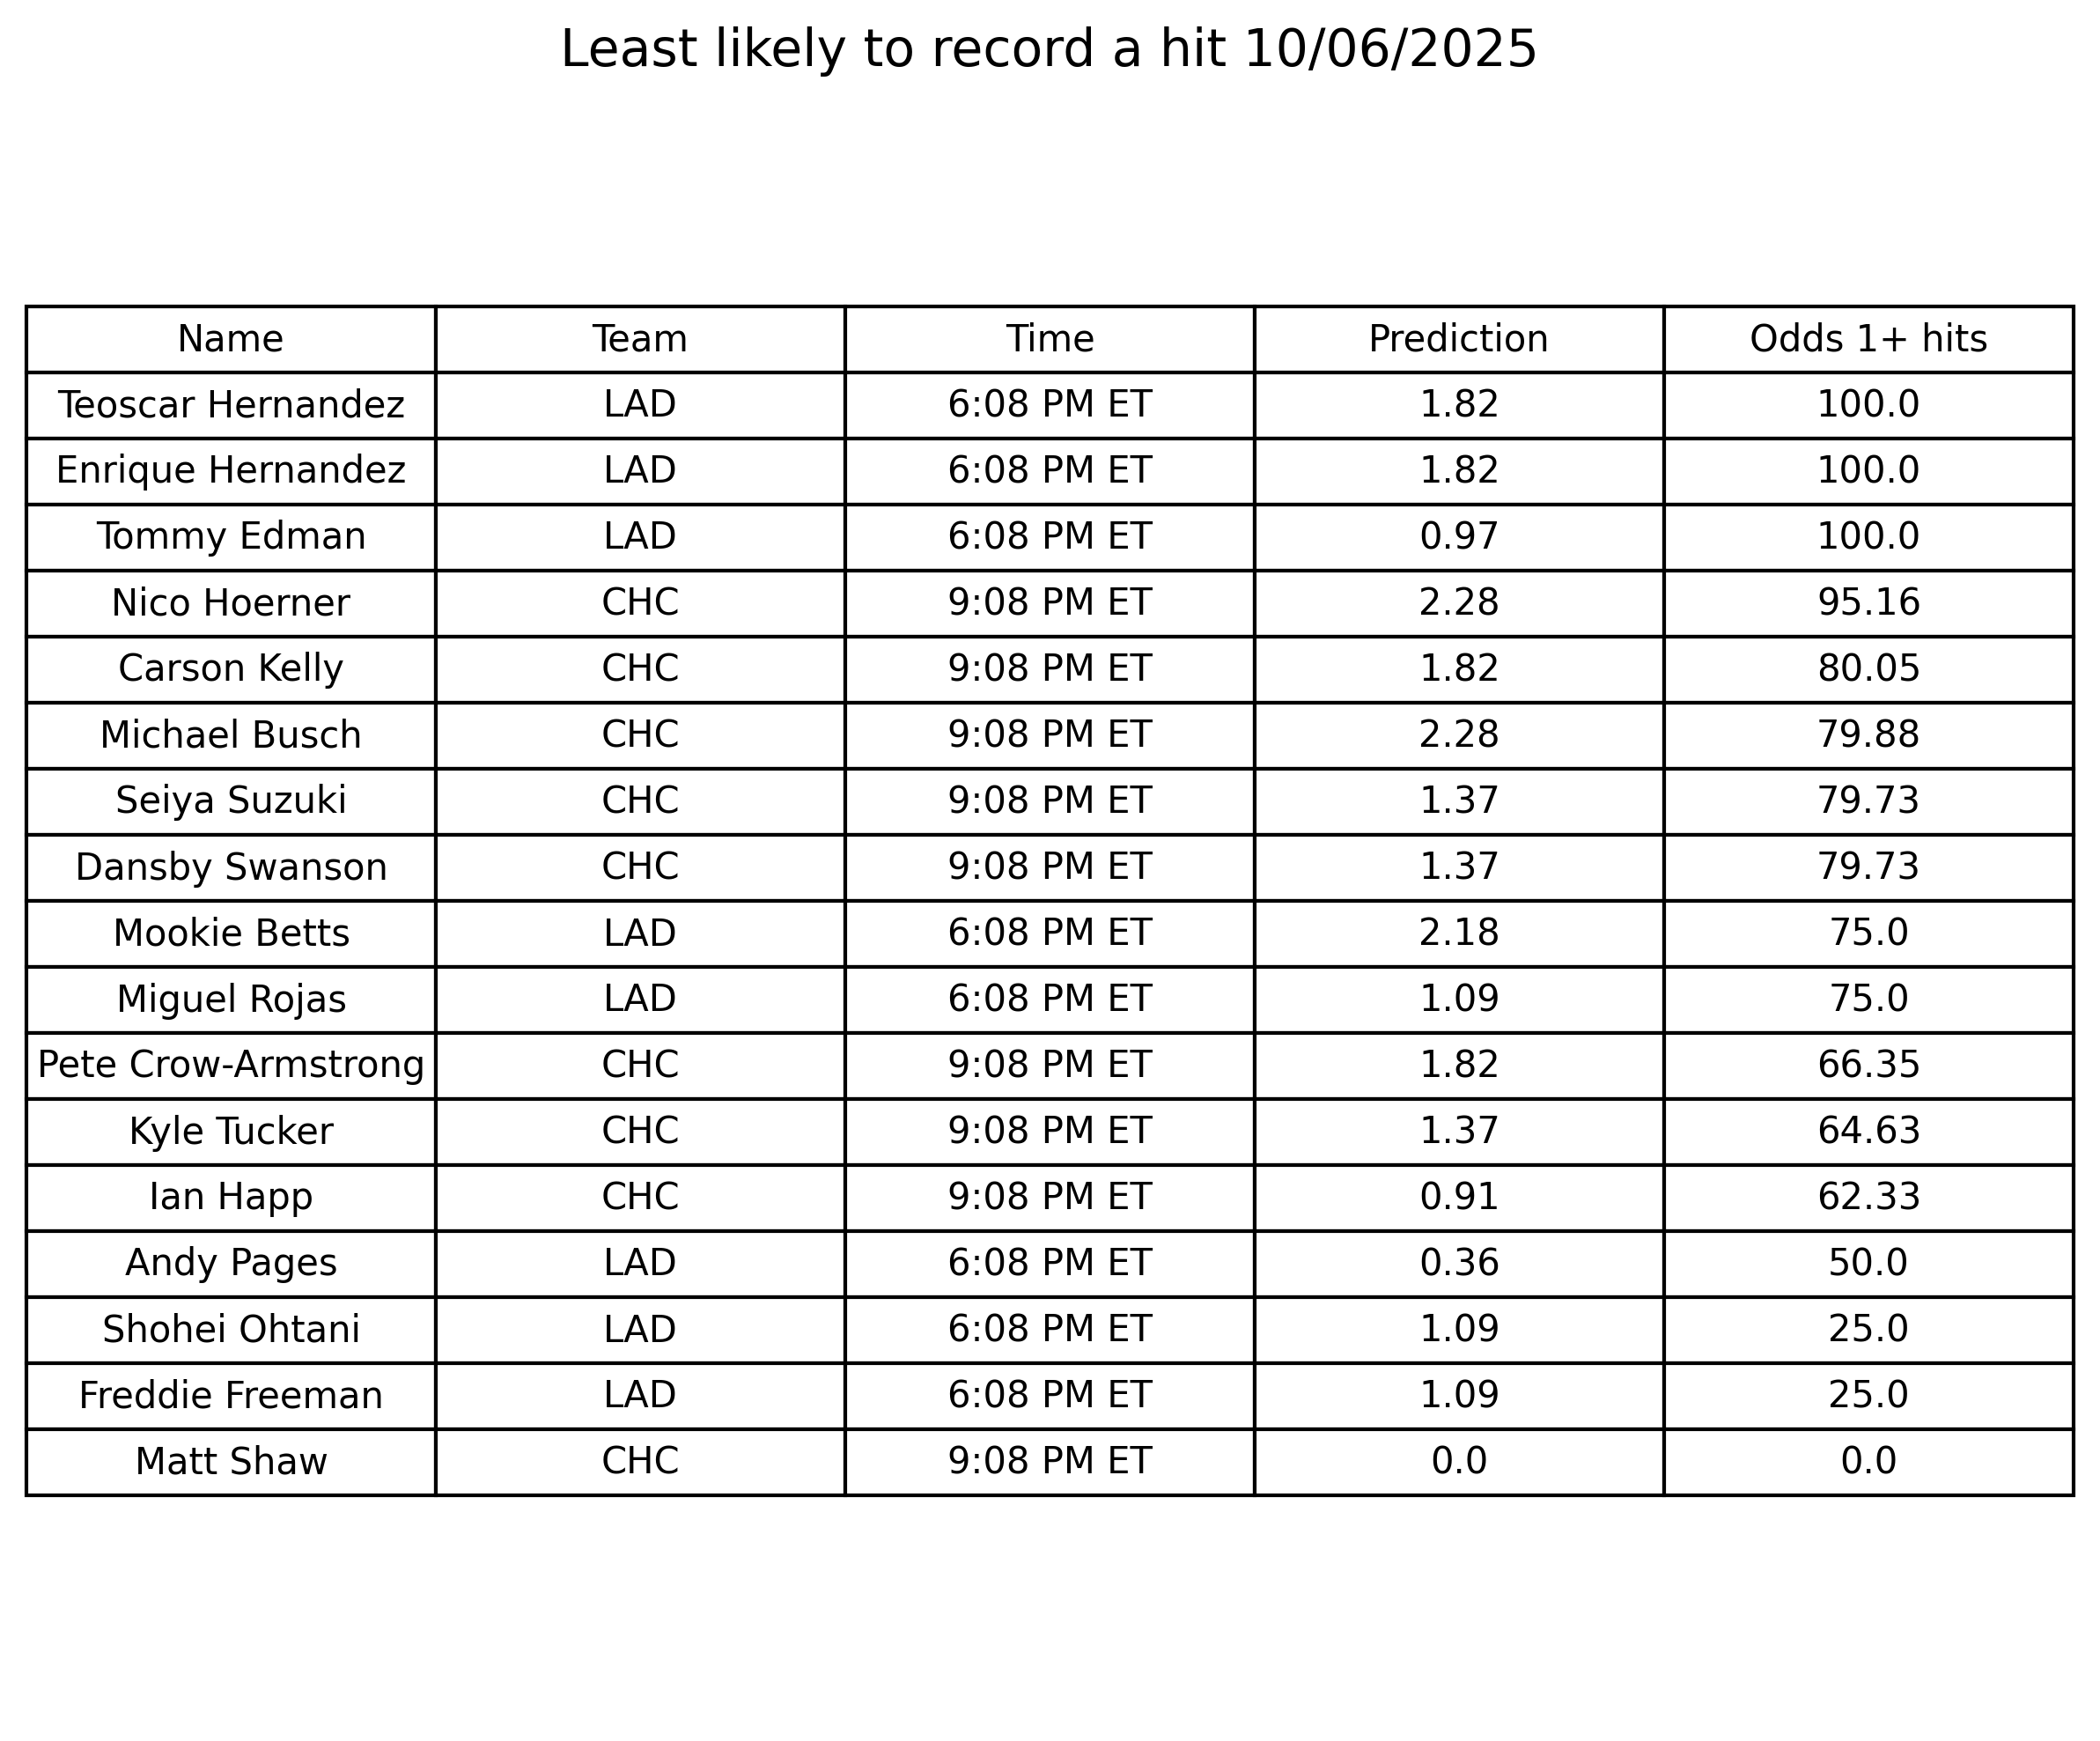 Least likely to record a hit 10/06/2025
Name Team Time Prediction Odds 1+ hits
Teoscar Hernandez LAD 6:08 PM ET 1.82 100.0
Enrique Hernandez LAD 6:08 PM ET 1.82 100.0
Tommy Edman LAD 6:08 PM ET 0.97 100.0
Nico Hoerner CHC 9:08 PM ET 2.28 95.16
Carson Kelly CHC 9:08 PM ET 1.82 80.05
Michael Busch CHC 9:08 PM ET 2.28 79.88
Seiya Suzuki CHC 9:08 PM ET 1.37 79.73
Dansby Swanson CHC 9:08 PM ET 1.37 79.73
Mookie Betts LAD 6:08 PM ET 2.18 75.0
Miguel Rojas LAD 6:08 PM ET 1.09 75.0
Pete Crow-Armstrong CHC 9:08 PM ET 1.82 66.35
Kyle Tucker CHC 9:08 PM ET 1.37 64.63
Ian Happ CHC 9:08 PM ET 0.91 62.33
Andy Pages LAD 6:08 PM ET 0.36 50.0
Shohei Ohtani LAD 6:08 PM ET 1.09 25.0
Freddie Freeman LAD 6:08 PM ET 1.09 25.0
Matt Shaw CHC 9:08 PM ET 0.0 0.0